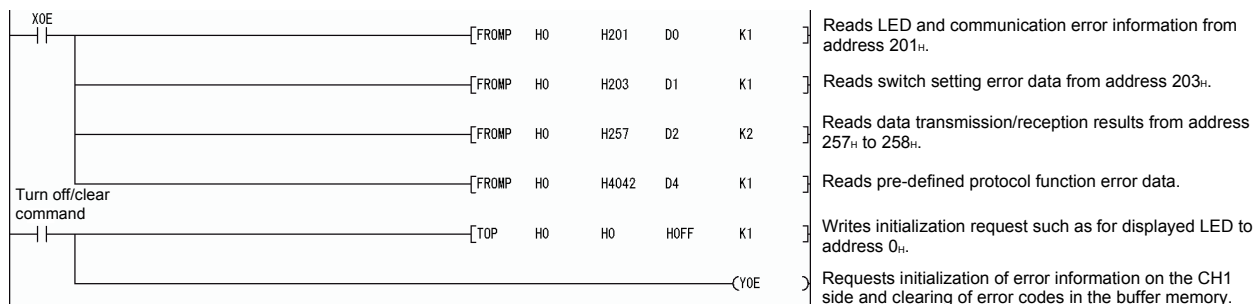 X0E
[FROMP H0 H201 D0 K1 ]
Reads LED and communication error information from
address 201H.
[FROMP H0 H203 D1 K1 ]
Reads switch setting error data from address 203H.
[FROMP H0 H257 D2 K2 ]
Reads data transmission/reception results from address
257H to 258H.
[FROMP H0 H4042 D4 K1 ]
Reads pre-defined protocol function error data.
Turn off/clear
command
[TOP H0 H0 H0FF K1 ]
Writes initialization request such as for displayed LED to
address 0H.
(Y0E )
Requests initialization of error information on the CH1
side and clearing of error codes in the buffer memory.